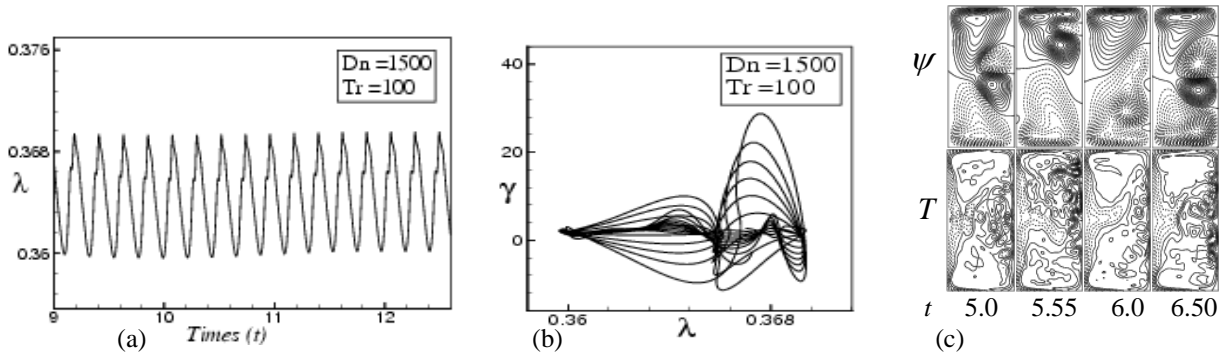 0.376
0.368
0.36
λ
Dn =1500
Tr =100
9
10
11
12
Times (t)
(a)
40
20
0
γ
Dn =1500
Tr =100
0.36
0.368
λ
(b)
ψ
T
t 5.0 5.55 6.0 6.50
(c)